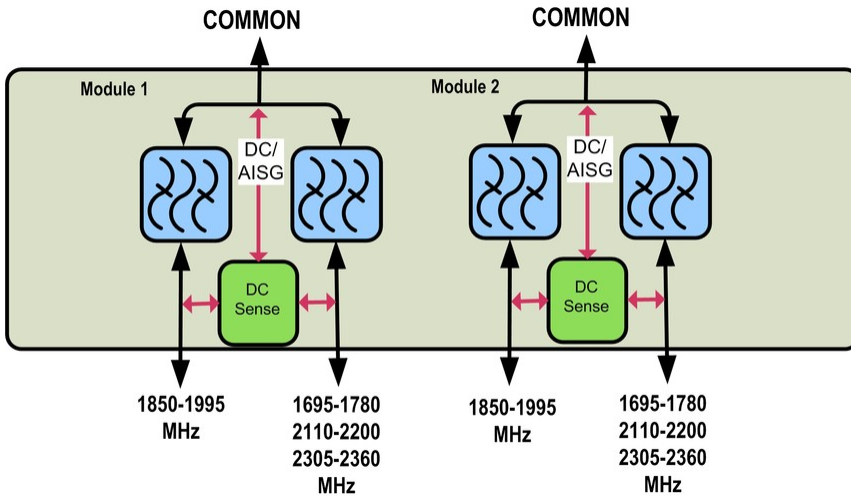 COMMON
COMMON
Module 1
Module 2
DC/
AISG
DC/
AISG
DC
Sense
DC
Sense
1850-1995
MHz
1695-1780
2110-2200
2305-2360
MHz
1850-1995
MHz
1695-1780
2110-2200
2305-2360
MHz